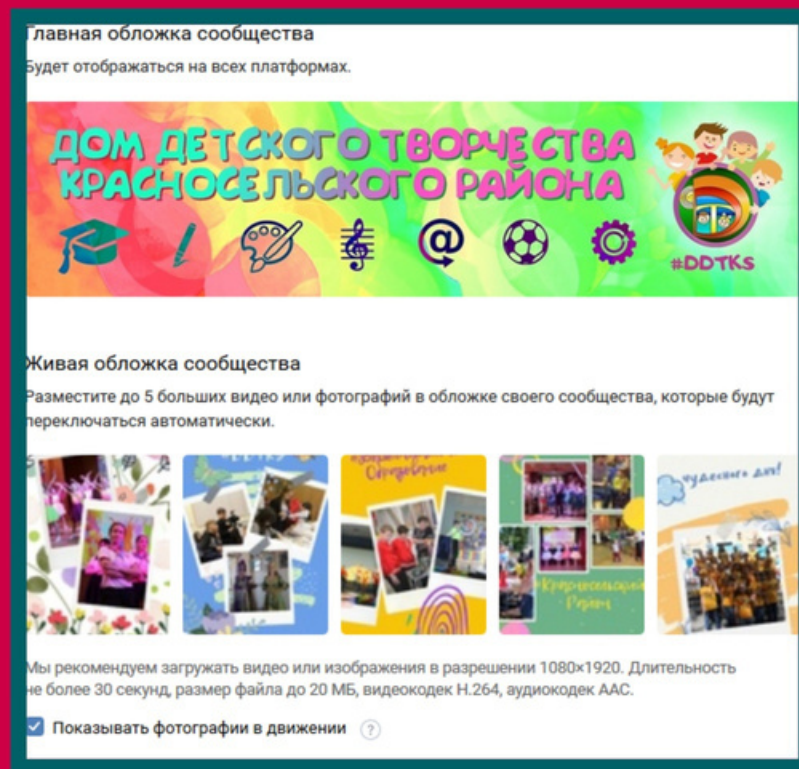 Главная обложка сообщества
Будет отображаться на всех платформах.
ДОМ ДЕТСКОГО ТВОРЧЕСТВА
КРАСНОСЕЛЬСКОГО РАЙОНА
#DDTKS
Живая обложка сообщества
Разместите до 5 больших видео или фотографий в обложке своего сообщества, которые будут
переключаться автоматически.
Образование
чудесного дня!
#Красносельский
Район
Мы рекомендуем загружать видео или изображения в разрешении 1080×1920. Длительность
не более 30 секунд, размер файла до 20 МБ, видеокодек H.264, аудиокодек AAC.
Показывать фотографии в движении ?